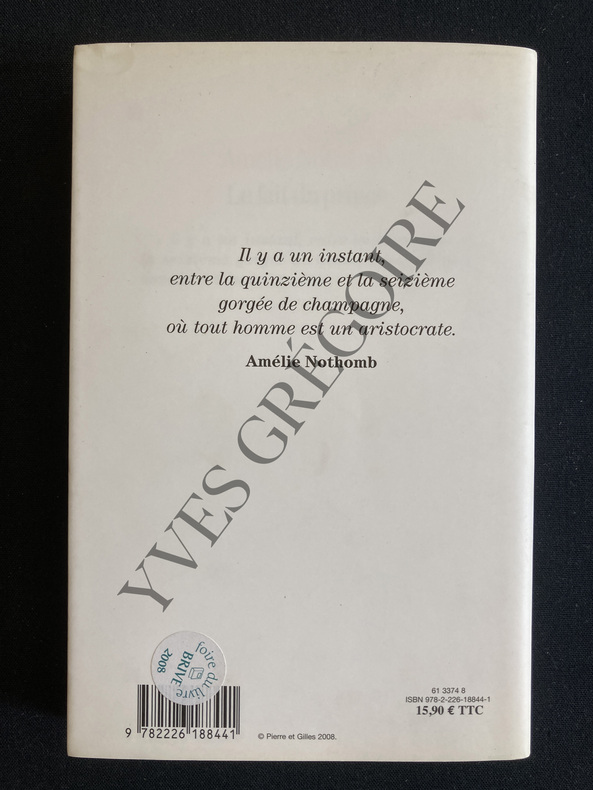 Il y a un instant,
entre la quinzième et la seizième
gorgée de champagne,
où tout homme est un aristocrate.
Amélie Nothomb
YVES GRÉGOIRE
foire du livre
BRIVE
2008
61 3374 8
ISBN 978-2-226-18844-1
15,90 € TTC
9 782226 188441
© Pierre et Gilles 2008.